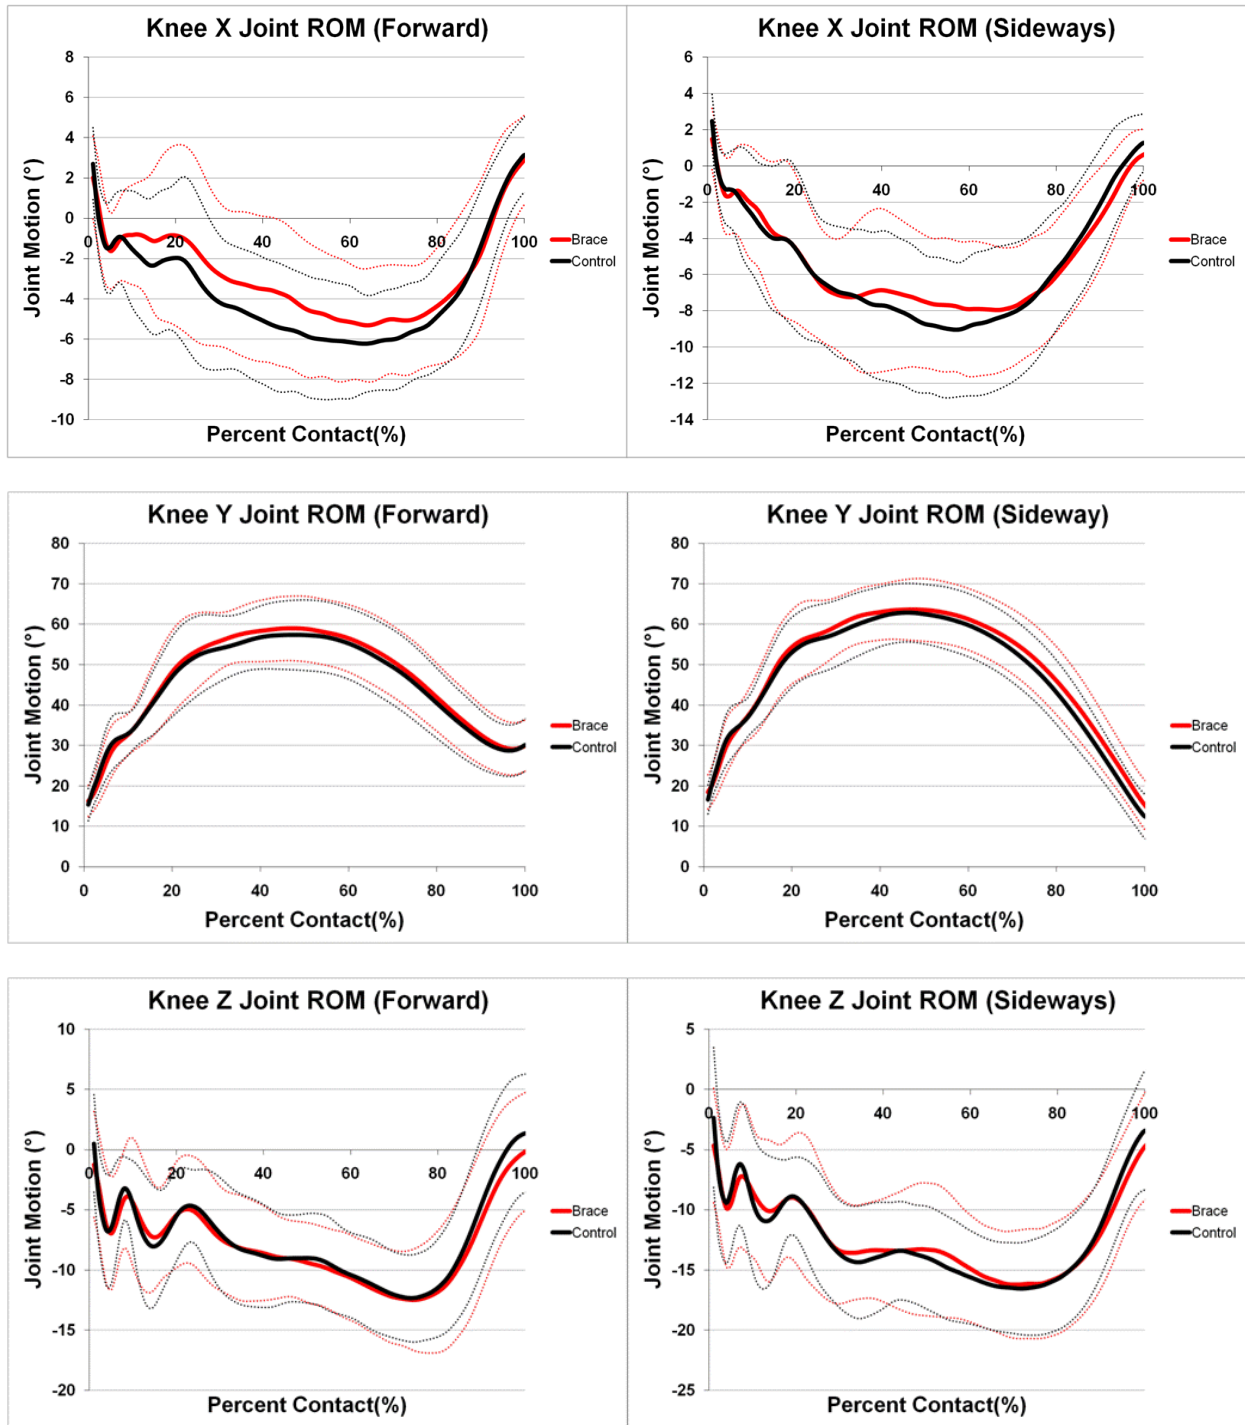 Knee X Joint ROM (Forward)
8
6
4
2
0
-2
-4
-6
-8
-10
0 20 40 60 80 100
Joint Motion (°)
Percent Contact(%)
Brace
Control
Knee X Joint ROM (Sideways)
6
4
2
0
-2
-4
-6
-8
-10
-12
-14
0 20 40 60 80 100
Joint Motion (°)
Percent Contact(%)
Brace
Control
Knee Y Joint ROM (Forward)
80
70
60
50
40
30
20
10
0
0 20 40 60 80 100
Joint Motion (°)
Percent Contact(%)
Brace
Control
Knee Y Joint ROM (Sideway)
80
70
60
50
40
30
20
10
0
0 20 40 60 80 100
Joint Motion (°)
Percent Contact(%)
Brace
Control
Knee Z Joint ROM (Forward)
10
5
0
-5
-10
-15
-20
0 20 40 60 80 100
Joint Motion (°)
Percent Contact(%)
Brace
Control
Knee Z Joint ROM (Sideways)
5
0
-5
-10
-15
-20
-25
0 20 40 60 80 100
Joint Motion (°)
Percent Contact(%)
Brace
Control